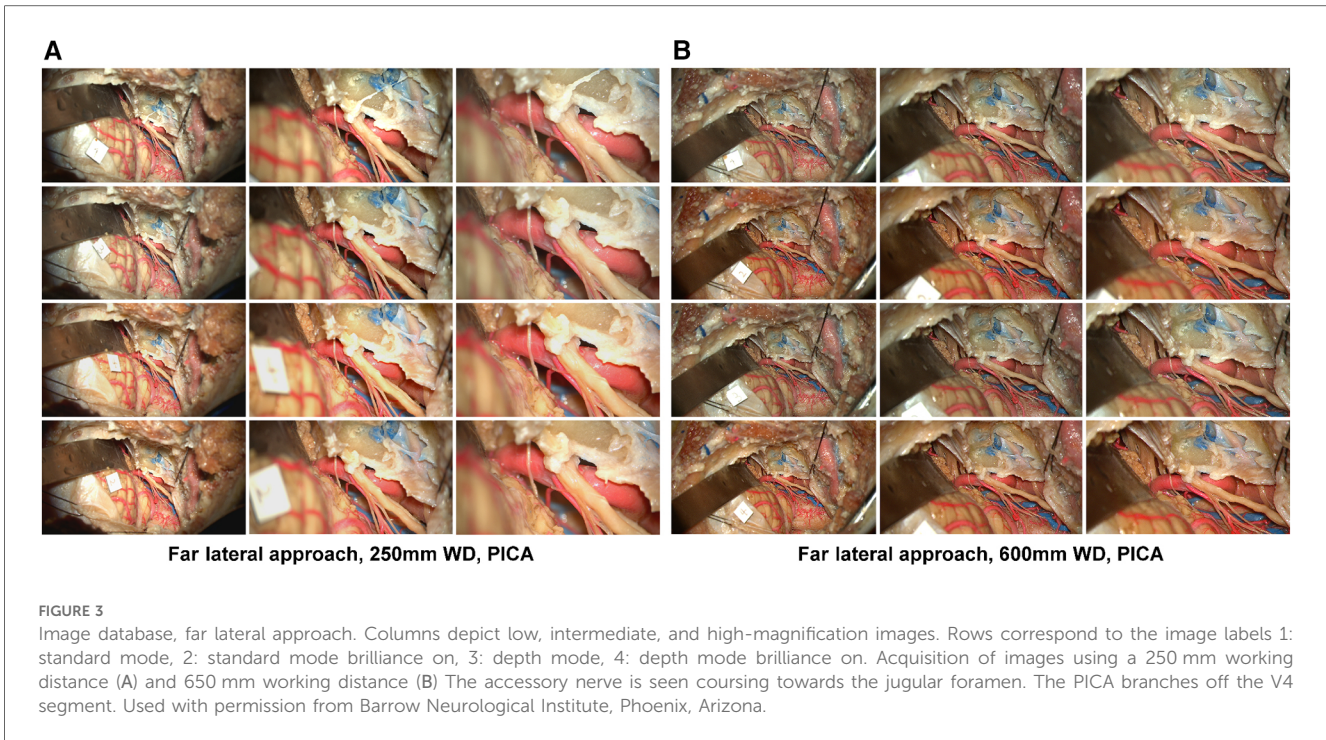 A
B
Far lateral approach, 250mm WD, PICA
Far lateral approach, 600mm WD, PICA
FIGURE 3
Image database, far lateral approach. Columns depict low, intermediate, and high-magnification images. Rows correspond to the image labels 1:
standard mode, 2: standard mode brilliance on, 3: depth mode, 4: depth mode brilliance on. Acquisition of images using a 250 mm working
distance (A) and 650 mm working distance (B) The accessory nerve is seen coursing towards the jugular foramen. The PICA branches off the V4
segment. Used with permission from Barrow Neurological Institute, Phoenix, Arizona.